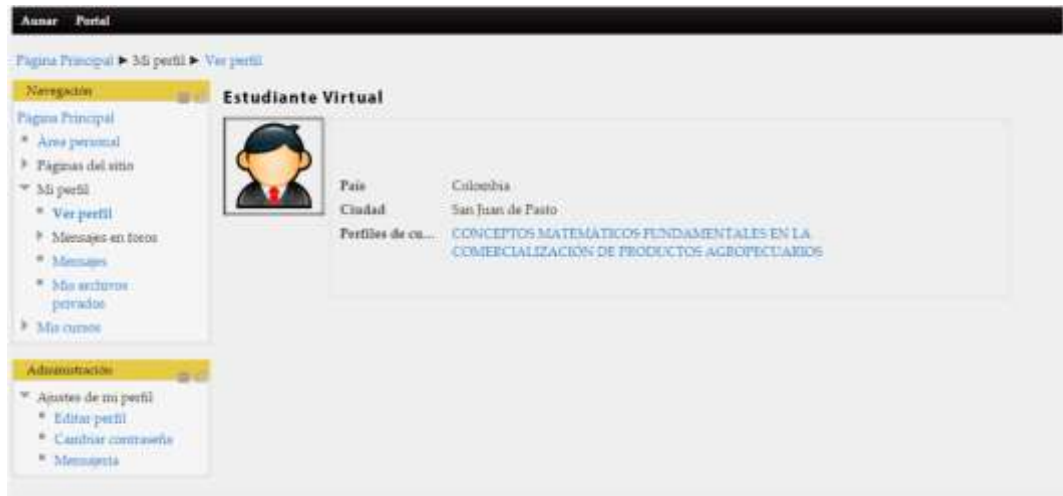 Aunar Portal
Página Principal ► Mi perfil ► Ver perfil
Navegación
Página Principal
Área personal
Páginas del sitio
Mi perfil
Ver perfil
Mensajes en foros
Mensajes
Mis archivos
privados
Mis cursos
Administración
Ajustes de mi perfil
Editar perfil
Cambiar contraseña
Mensajería
Estudiante Virtual
País Colombia
Ciudad San Juan de Pasto
Perfiles de cu... CONCEPTOS MATEMÁTICOS FUNDAMENTALES EN LA
COMERCIALIZACIÓN DE PRODUCTOS AGROPECUARIOS